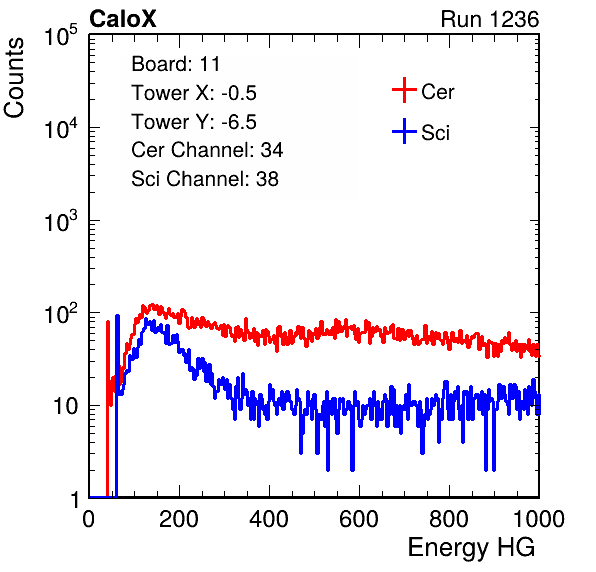 CaloX Run 1236
Counts
Board: 11
Tower X: -0.5
Tower Y: -6.5
Cer Channel: 34
Sci Channel: 38
Cer
Sci
10^5
10^4
10^3
10^2
10
1
0 200 400 600 800 1000
Energy HG